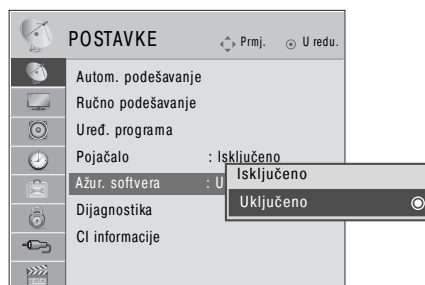 POSTAVKE Prmj. U redu.
Autom. podešavanje
Ručno podešavanje
Uređ. programa
Pojačalo : Isključeno
Isključeno
Ažur. softvera : U
Uključeno
Dijagnostika
CI informacije